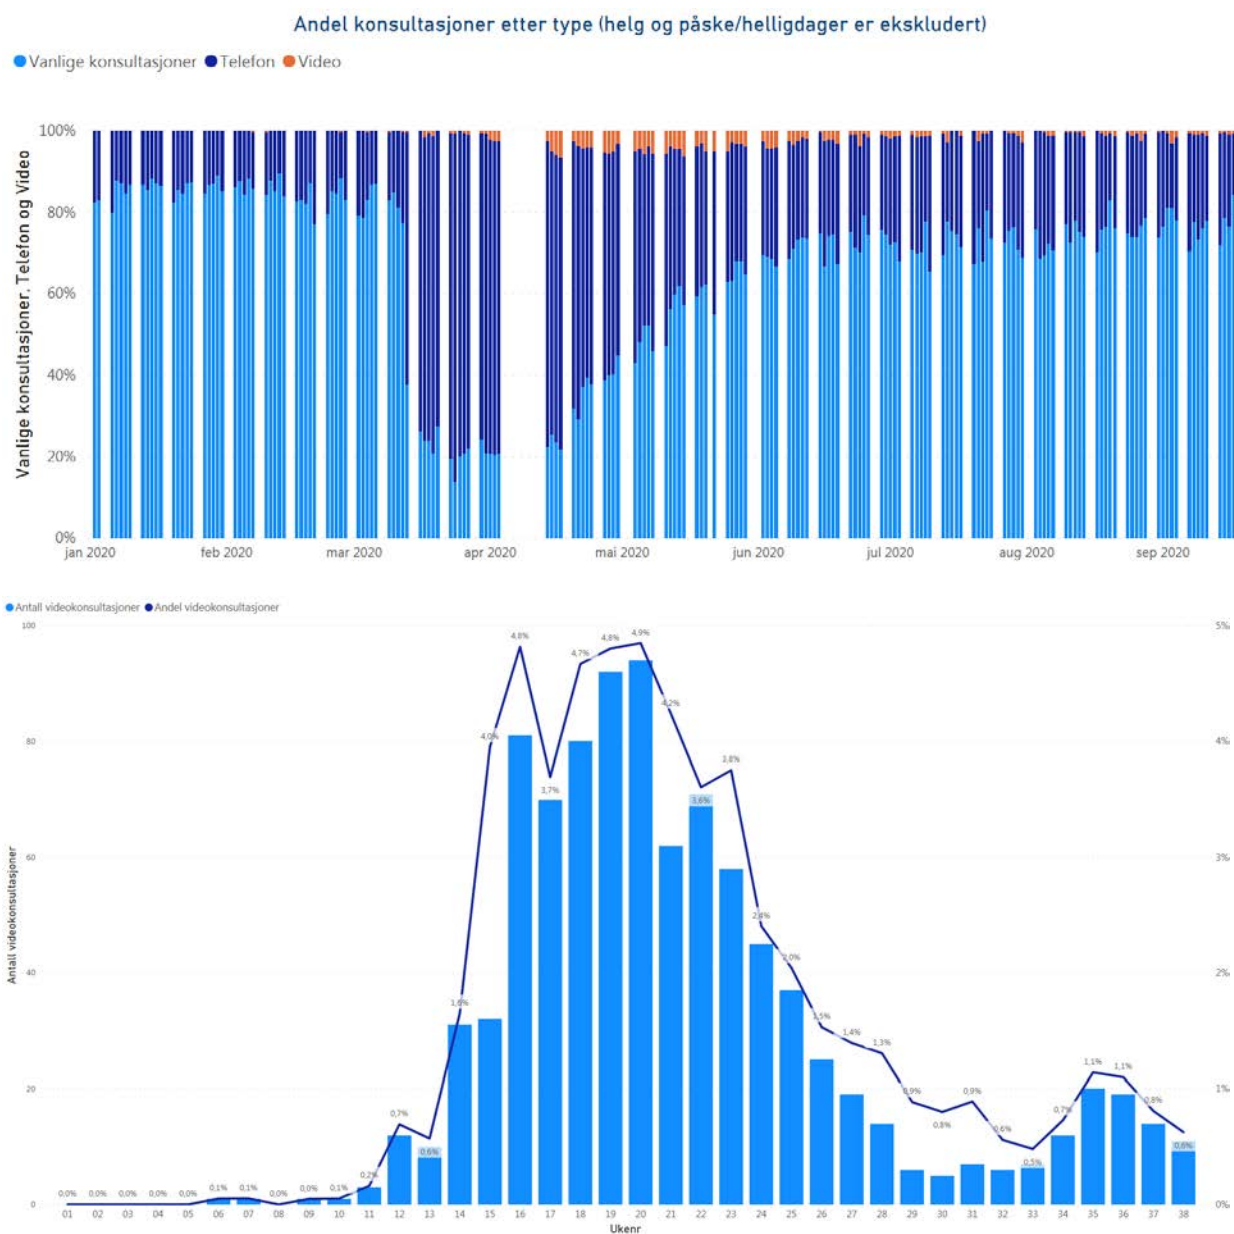 Andel konsultasjoner etter type (helg og påske/helligdager er ekskludert)
Vanlige konsultasjoner Telefon Video
Vanlige konsultasjoner, Telefon og Video
100%
80%
60%
40%
20%
0%
jan 2020 feb 2020 mar 2020 apr 2020 mai 2020 jun 2020 jul 2020 aug 2020 sep 2020
Antall videokonsultasjoner Andel videokonsultasjoner
Antall videokonsultasjoner
100 5%
80 4%
60 3%
40 2%
20 1%
0 0%
0,0% 0,0% 0,0% 0,0% 0,0% 0,1% 0,1% 0,0% 0,1% 0,1% 0,2% 0,7% 0,6% 1,6% 4,0% 4,8% 3,7% 4,7% 4,8% 4,9% 4,2% 3,6% 3,8% 2,4% 2,0% 1,5% 1,4% 1,3% 0,9% 0,8% 0,9% 0,6% 0,5% 0,7% 1,1% 1,1% 0,8% 0,6%
01 02 03 04 05 06 07 08 09 10 11 12 13 14 15 16 17 18 19 20 21 22 23 24 25 26 27 28 29 30 31 32 33 34 35 36 37 38
Ukenr